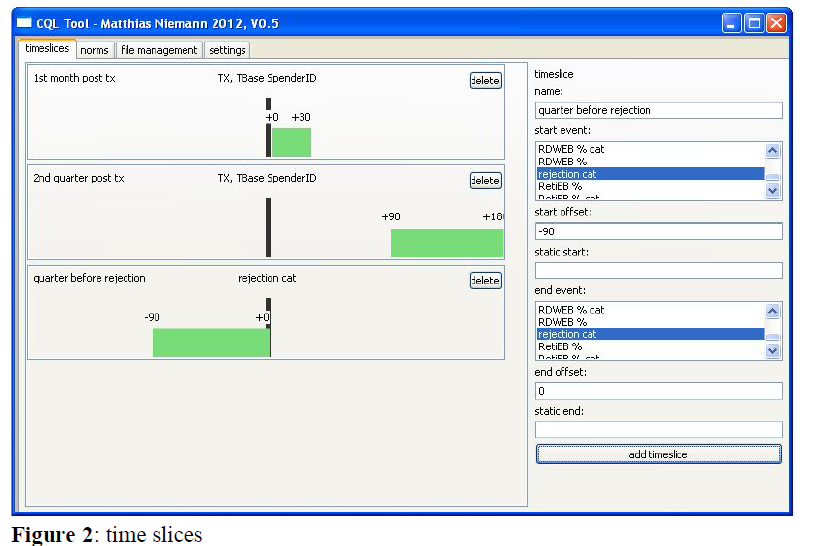 CQL Tool - Matthias Niemann 2012, V0.5
timeslices norms file management settings
1st month post tx TX, TBase SpenderID delete
+0 +30
2nd quarter post tx TX, TBase SpenderID delete
+90 +18
quarter before rejection rejection cat delete
-90 +0
timeslice
name:
quarter before rejection
start event:
RDWEB % cat
RDWEB %
rejection cat
RetiEB %
RetiEB % cat
start offset:
-90
static start:
end event:
RDWEB % cat
RDWEB %
rejection cat
RetiEB %
RetiEB % cat
end offset:
0
static end:
add timeslice
Figure 2: time slices